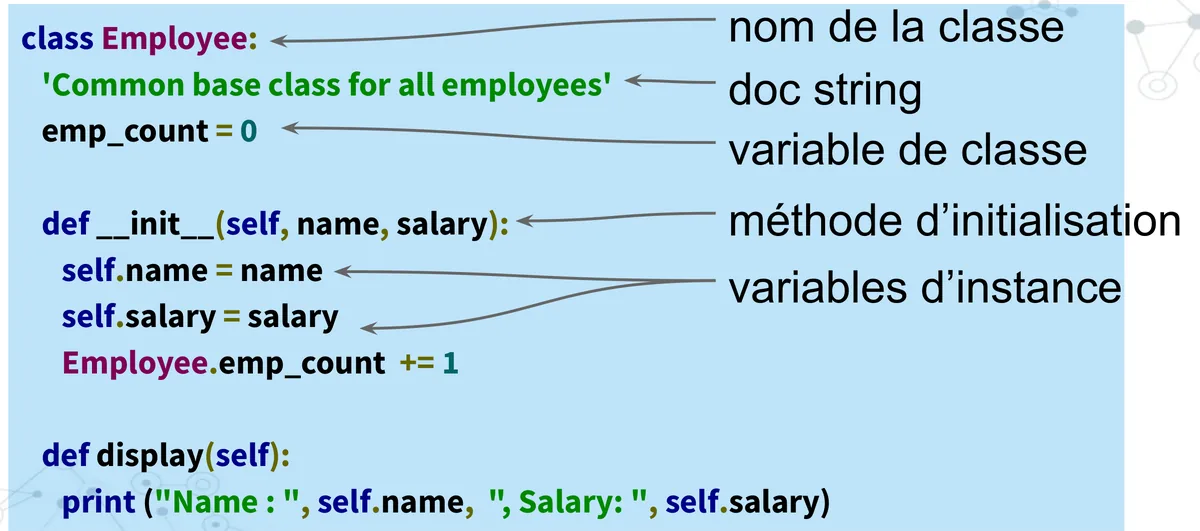 class Employee:
nom de la classe
'Common base class for all employees'
doc string
emp_count = 0
variable de classe
def __init__(self, name, salary):
méthode d’initialisation
self.name = name
variables d’instance
self.salary = salary
Employee.emp_count += 1
def display(self):
print ("Name : ", self.name, ", Salary: ", self.salary)